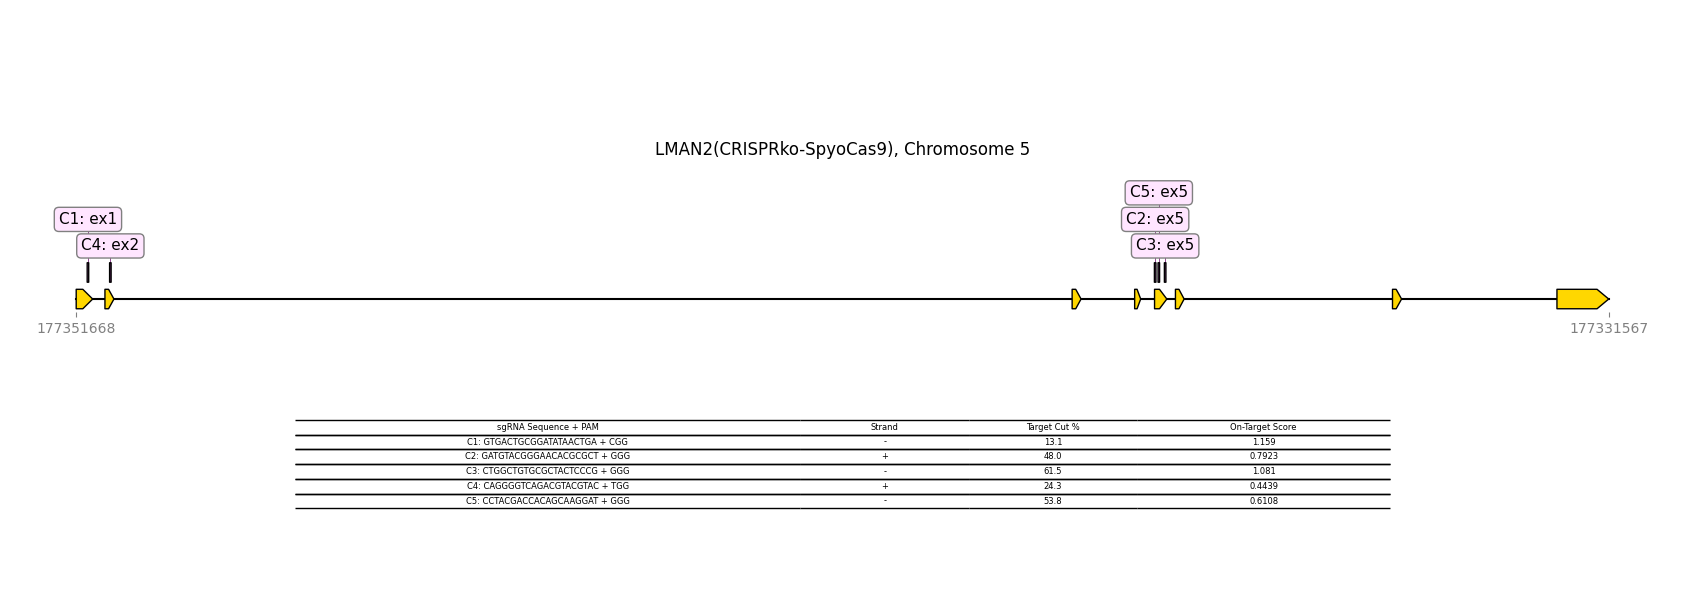 LMAN2(CRISPRko-SpyoCas9), Chromosome 5
C5: ex5
C1: ex1
C2: ex5
C4: ex2
C3: ex5
177351668
177331567
sgRNA Sequence + PAM Strand Target Cut % On-Target Score
C1: GTGACTGCGGATATAACTGA + CGG - 13.1 1.159
C2: GATGTACGGGAACACGCGCT + GGG + 48.0 0.7923
C3: CTGGCTGTGCGCTACTCCCG + GGG - 61.5 1.081
C4: CAGGGGTCAGACGTACGTAC + TGG + 24.3 0.4439
C5: CCTACGACCACAGCAAGGAT + GGG - 53.8 0.6108